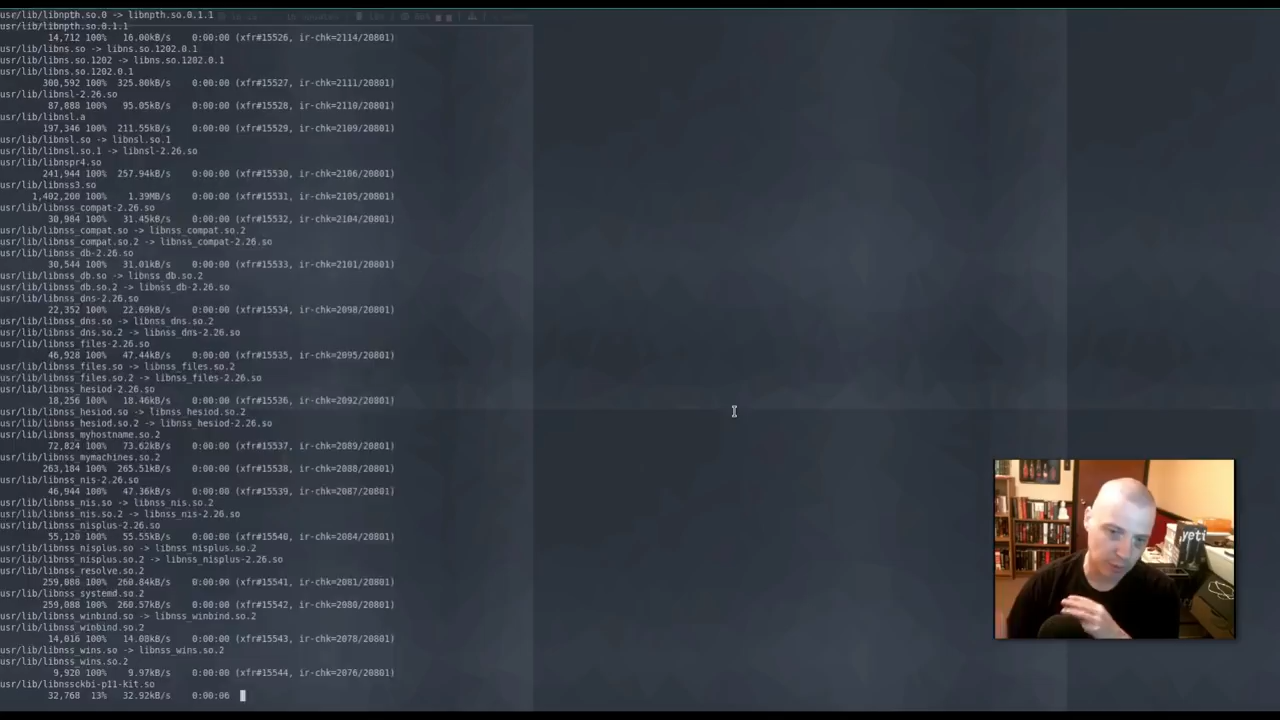 usr/lib/libnpth.so.0 -> libnpth.so.0.1.1
usr/lib/libnpth.so.0.1.1
14,712 100% 16.00kB/s 0:00:00 (xfr#15526, ir-chk=2114/20801)
usr/lib/libns.so -> libns.so.1202.0.1
usr/lib/libns.so.1202 -> libns.so.1202.0.1
usr/lib/libns.so.1202.0.1
300,592 100% 325.80kB/s 0:00:00 (xfr#15527, ir-chk=2111/20801)
usr/lib/libnsl-2.26.so
87,888 100% 95.05kB/s 0:00:00 (xfr#15528, ir-chk=2110/20801)
usr/lib/libnsl.a
197,346 100% 211.55kB/s 0:00:00 (xfr#15529, ir-chk=2109/20801)
usr/lib/libnsl.so -> libnsl.so.1
usr/lib/libnsl.so.1 -> libnsl-2.26.so
usr/lib/libnspr4.so
241,944 100% 257.94kB/s 0:00:00 (xfr#15530, ir-chk=2106/20801)
usr/lib/libnss3.so
1,402,200 100% 1.39MB/s 0:00:00 (xfr#15531, ir-chk=2105/20801)
usr/lib/libnss_compat-2.26.so
30,984 100% 31.45kB/s 0:00:00 (xfr#15532, ir-chk=2104/20801)
usr/lib/libnss_compat.so -> libnss_compat.so.2
usr/lib/libnss_compat.so.2 -> libnss_compat-2.26.so
usr/lib/libnss_db-2.26.so
30,544 100% 31.01kB/s 0:00:00 (xfr#15533, ir-chk=2101/20801)
usr/lib/libnss_db.so -> libnss_db.so.2
usr/lib/libnss_db.so.2 -> libnss_db-2.26.so
usr/lib/libnss_dns-2.26.so
22,352 100% 22.69kB/s 0:00:00 (xfr#15534, ir-chk=2098/20801)
usr/lib/libnss_dns.so -> libnss_dns.so.2
usr/lib/libnss_dns.so.2 -> libnss_dns-2.26.so
usr/lib/libnss_files-2.26.so
46,928 100% 47.44kB/s 0:00:00 (xfr#15535, ir-chk=2095/20801)
usr/lib/libnss_files.so -> libnss_files.so.2
usr/lib/libnss_files.so.2 -> libnss_files-2.26.so
usr/lib/libnss_hesiod-2.26.so
18,256 100% 18.46kB/s 0:00:00 (xfr#15536, ir-chk=2092/20801)
usr/lib/libnss_hesiod.so -> libnss_hesiod.so.2
usr/lib/libnss_hesiod.so.2 -> libnss_hesiod-2.26.so
usr/lib/libnss_myhostname.so.2
72,824 100% 73.62kB/s 0:00:00 (xfr#15537, ir-chk=2089/20801)
usr/lib/libnss_mymachines.so.2
263,184 100% 265.51kB/s 0:00:00 (xfr#15538, ir-chk=2088/20801)
usr/lib/libnss_nis-2.26.so
46,944 100% 47.36kB/s 0:00:00 (xfr#15539, ir-chk=2087/20801)
usr/lib/libnss_nis.so -> libnss_nis.so.2
usr/lib/libnss_nis.so.2 -> libnss_nis-2.26.so
usr/lib/libnss_nisplus-2.26.so
55,120 100% 55.55kB/s 0:00:00 (xfr#15540, ir-chk=2084/20801)
usr/lib/libnss_nisplus.so -> libnss_nisplus.so.2
usr/lib/libnss_nisplus.so.2 -> libnss_nisplus-2.26.so
usr/lib/libnss_resolve.so.2
259,088 100% 260.84kB/s 0:00:00 (xfr#15541, ir-chk=2081/20801)
usr/lib/libnss_systemd.so.2
259,088 100% 260.57kB/s 0:00:00 (xfr#15542, ir-chk=2080/20801)
usr/lib/libnss_winbind.so -> libnss_winbind.so.2
usr/lib/libnss_winbind.so.2
14,016 100% 14.08kB/s 0:00:00 (xfr#15543, ir-chk=2078/20801)
usr/lib/libnss_wins.so -> libnss_wins.so.2
usr/lib/libnss_wins.so.2
9,920 100% 9.97kB/s 0:00:00 (xfr#15544, ir-chk=2076/20801)
usr/lib/libnssckbi-p11-kit.so
32,768 13% 32.92kB/s 0:00:06
yeti